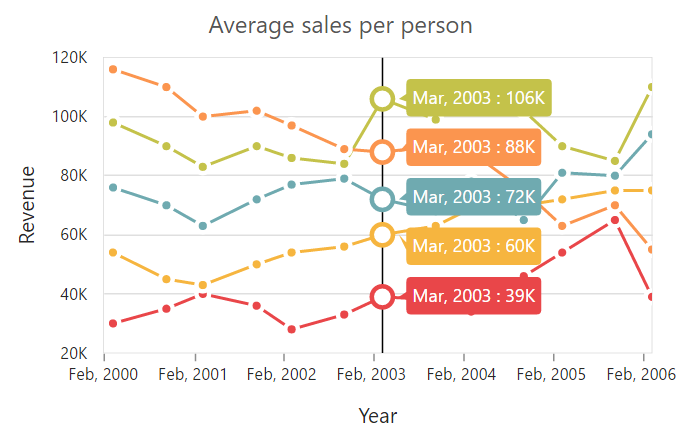 Average sales per person
120K
100K
80K
60K
40K
20K
Revenue
Mar, 2003 : 106K
Mar, 2003 : 88K
Mar, 2003 : 72K
Mar, 2003 : 60K
Mar, 2003 : 39K
Feb, 2000
Feb, 2001
Feb, 2002
Feb, 2003
Feb, 2004
Feb, 2005
Feb, 2006
Year